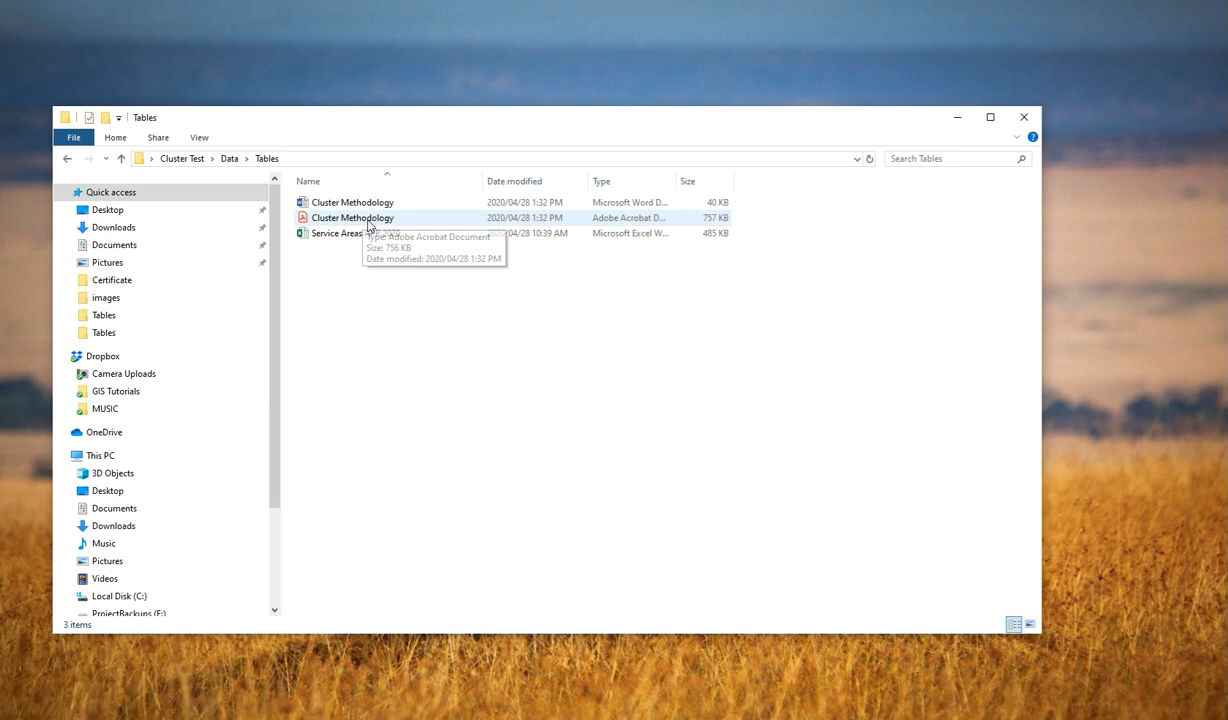 Tables
File Home Share View
Cluster Test Data Tables Search Tables
Name Date modified Type Size
Cluster Methodology 2020/04/28 1:32 PM Microsoft Word D... 40 KB
Cluster Methodology 2020/04/28 1:32 PM Adobe Acrobat D... 757 KB
Service Areas 10:39 AM Microsoft Excel W... 485 KB
Type: Adobe Acrobat Document
Size: 756 KB
Date modified: 2020/04/28 1:32 PM
Quick access
Desktop
Downloads
Documents
Pictures
Certificate
images
Tables
Tables
Dropbox
Camera Uploads
GIS Tutorials
MUSIC
OneDrive
This PC
3D Objects
Desktop
Documents
Downloads
Music
Pictures
Videos
Local Disk (C:)
ProjectBackups (F:)
3 items